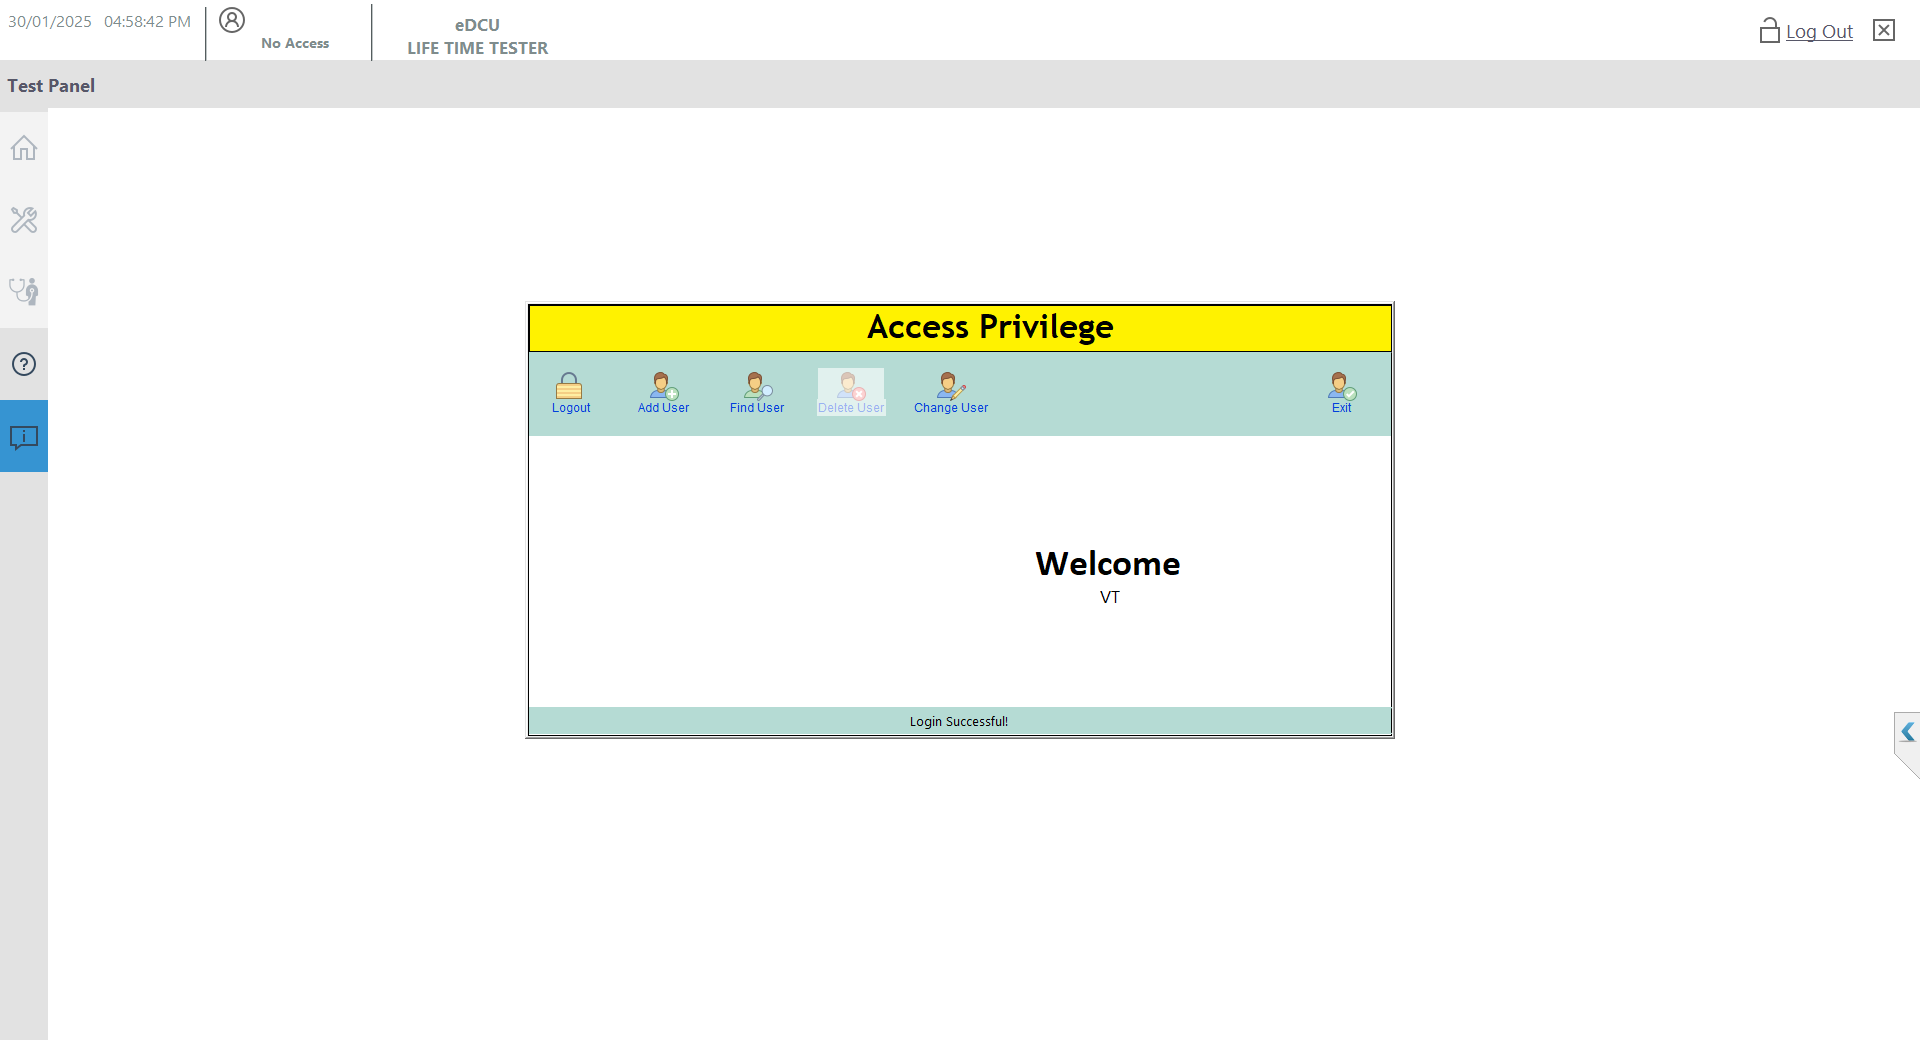 30/01/2025 04:58:42 PM
No Access
eDCU
LIFE TIME TESTER
Log Out
Test Panel
Access Privilege
Logout Add User Find User Delete User Change User Exit
Welcome
VT
Login Successful!